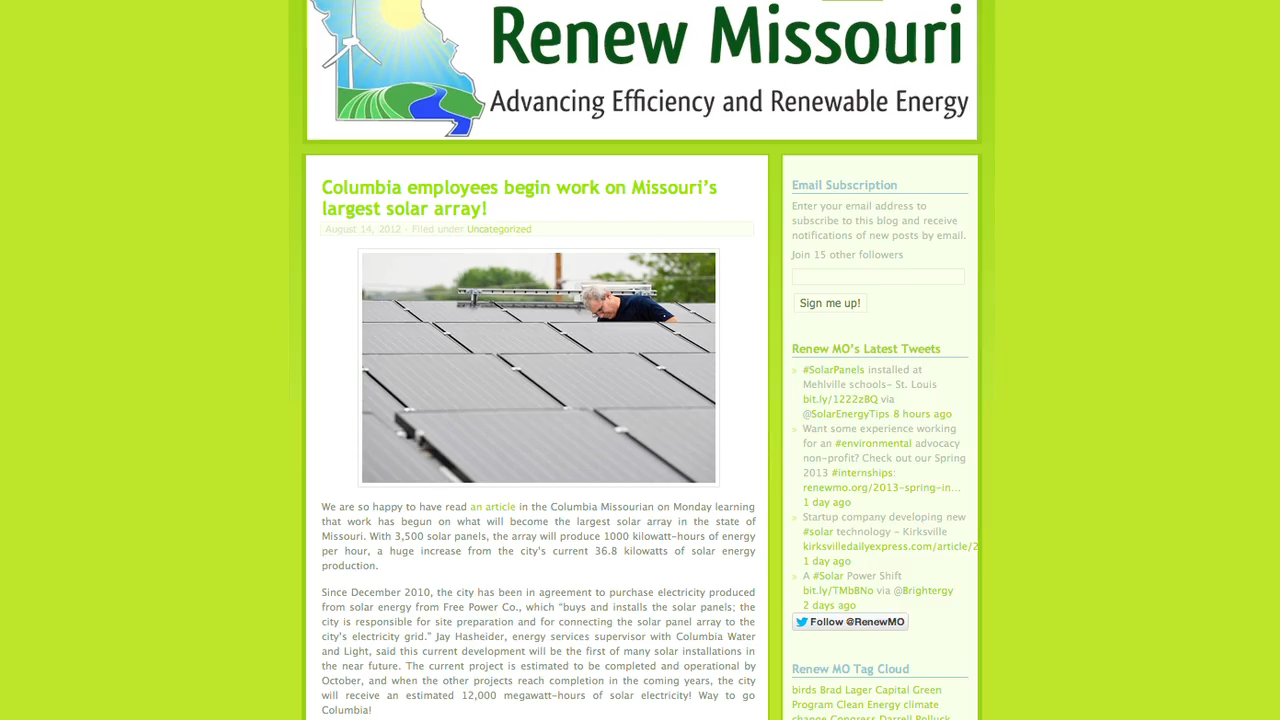 Renew Missouri
Advancing Efficiency and Renewable Energy
Columbia employees begin work on Missouri's
largest solar array!
August 14, 2012 - Filed under Uncategorized
We are so happy to have read an article in the Columbia Missourian on Monday learning
that work has begun on what will become the largest solar array in the state of
Missouri. With 3,500 solar panels, the array will produce 1000 kilowatt-hours of energy
per hour, a huge increase from the city's current 36.8 kilowatts of solar energy
production.
Since December 2010, the city has been in agreement to purchase electricity produced
from solar energy from Free Power Co., which "buys and installs the solar panels; the
city is responsible for site preparation and for connecting the solar panel array to the
city's electricity grid." Jay Hasheider, energy services supervisor with Columbia Water
and Light, said this current development will be the first of many solar installations in
the near future. The current project is estimated to be completed and operational by
October, and when the other projects reach completion in the coming years, the city
will receive an estimated 12,000 megawatt-hours of solar electricity! Way to go
Columbia!
Email Subscription
Enter your email address to
subscribe to this blog and receive
notifications of new posts by email.
Join 15 other followers
Sign me up!
Renew MO's Latest Tweets
» #SolarPanels installed at
Mehlville schools- St. Louis
bit.ly/1222zBQ via
@SolarEnergyTips 8 hours ago
» Want some experience working
for an #environmental advocacy
non-profit? Check out our Spring
2013 #internships:
renewmo.org/2013-spring-in…
1 day ago
» Startup company developing new
#solar technology - Kirksville
kirksvilledailyexpress.com/article/2
1 day ago
» A #Solar Power Shift
bit.ly/TMbBNo via @Brightergy
2 days ago
Follow @RenewMO
Renew MO Tag Cloud
birds Brad Lager Capital Green
Program Clean Energy climate
change Congress Darrell Pollock